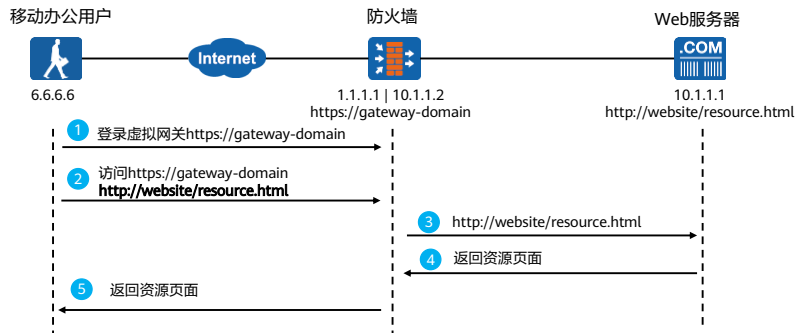 移动办公用户
防火墙
Web服务器
Internet
.COM
6.6.6.6
1.1.1.1 | 10.1.1.2
10.1.1.1
https://gateway-domain
http://website/resource.html
1 登录虚拟网关https://gateway-domain
2 访问https://gateway-domain
http://website/resource.html
3 http://website/resource.html
4 返回资源页面
5 返回资源页面